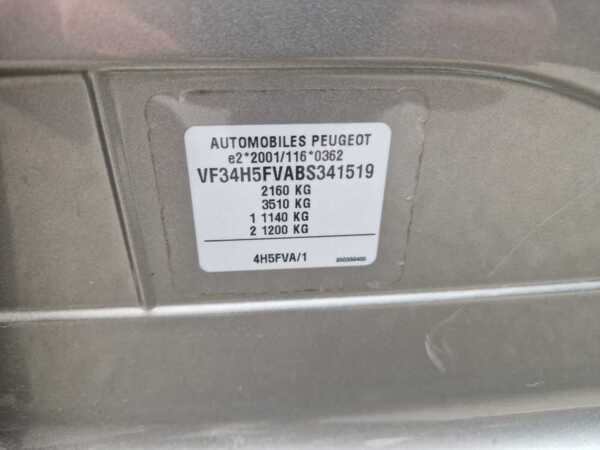 AUTOMOBILES PEUGEOT
e2*2001/116*0362
VF34H5FVABS341519
2160 KG
3510 KG
1 1140 KG
2 1200 KG
4H5FVA/1